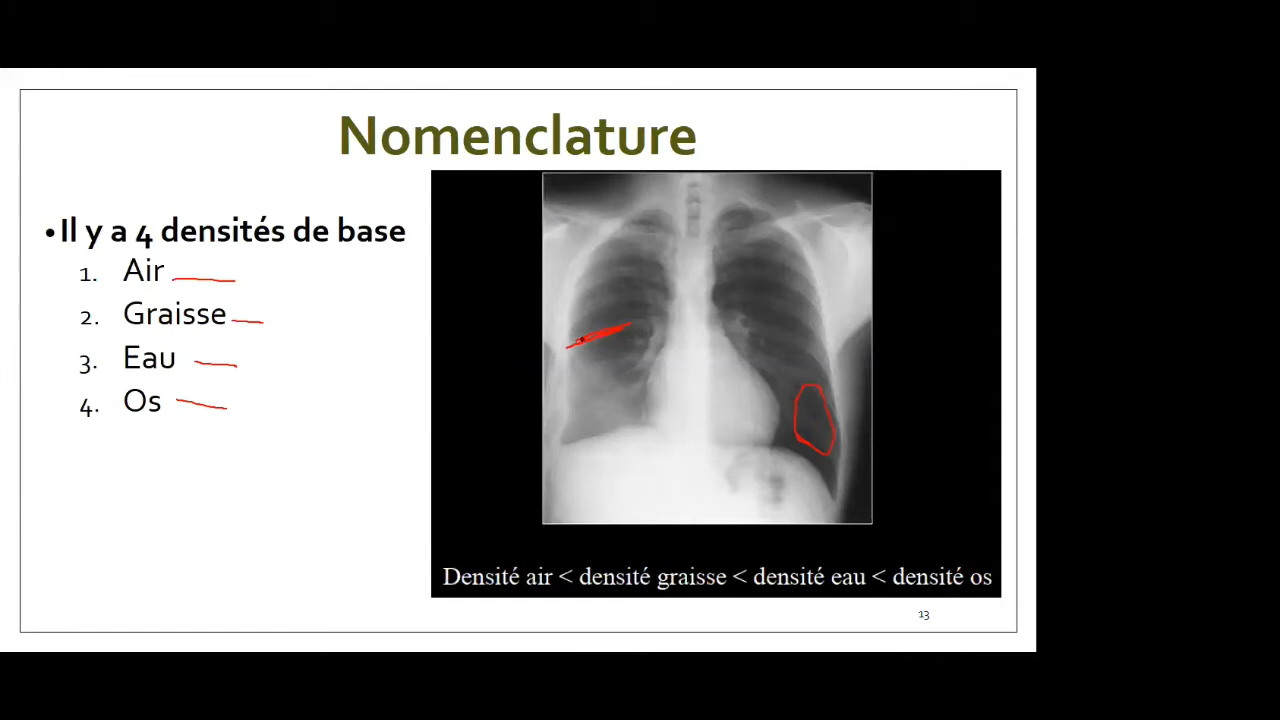 Nomenclature
•Il y a 4 densités de base
1. Air
2. Graisse
3. Eau
4. Os
Densité air < densité graisse < densité eau < densité os
13